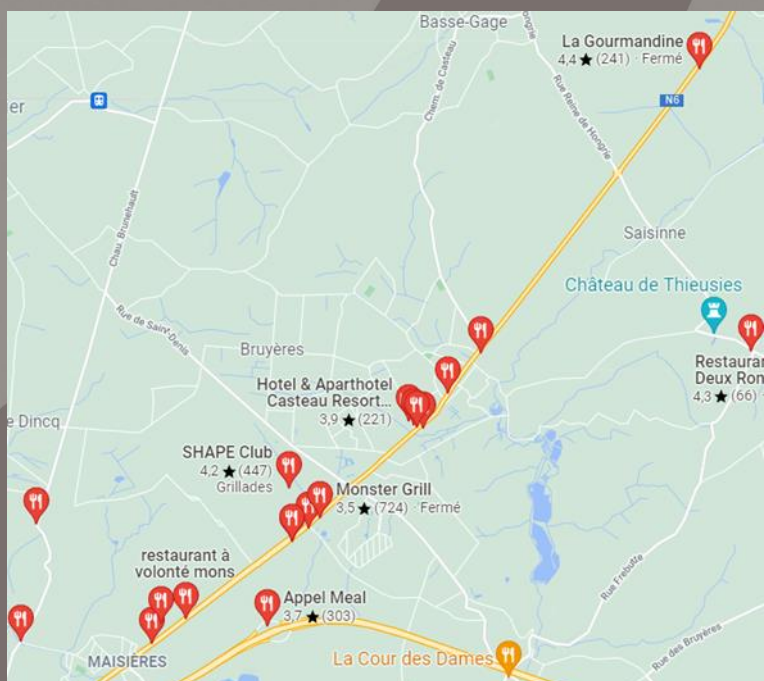 Basse-Gage
La Gourmandine
4,4★(241) · Fermé
N6
Chem. de Casteau
Rue Reine de Hongrie
er
Chau. Brunehault
Saisinne
Château de Thieusies
Rue de Saint-Denis
Bruyères
Restauran
Deux Ron
4,3★(66) ·
Hotel & Aparthotel
Casteau Resort...
3,9★(221)
e Dincq
SHAPE Club
4,2★(447)
Grillades
Monster Grill
3,5★(724) · Fermé
restaurant à
volonté mons
Appel Meal
3,7★(303)
Rue Frebutte
Rue des Bruyères
MAISIÈRES
La Cour des Dames